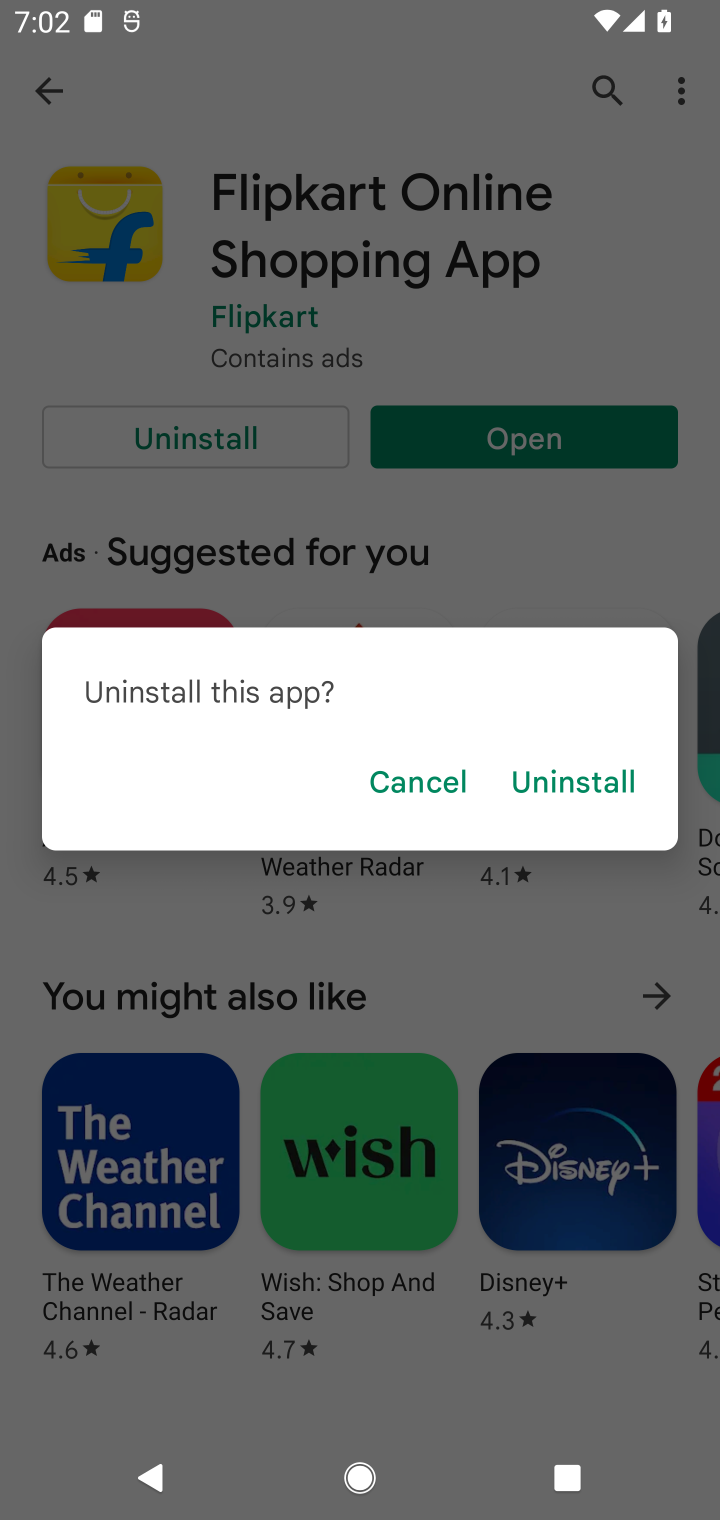 7:02
Flipkart Online
Shopping App
Flipkart
Contains ads
Uninstall
Open
Ads · Suggested for you
Uninstall this app?
Cancel
Uninstall
4.5★
Weather Radar
3.9★
4.1★
4.
You might also like
The
Weather
Channel
wish
Disney+
The Weather
Channel - Radar
4.6★
Wish: Shop And
Save
4.7★
Disney+
4.3★
St
Pe
4.